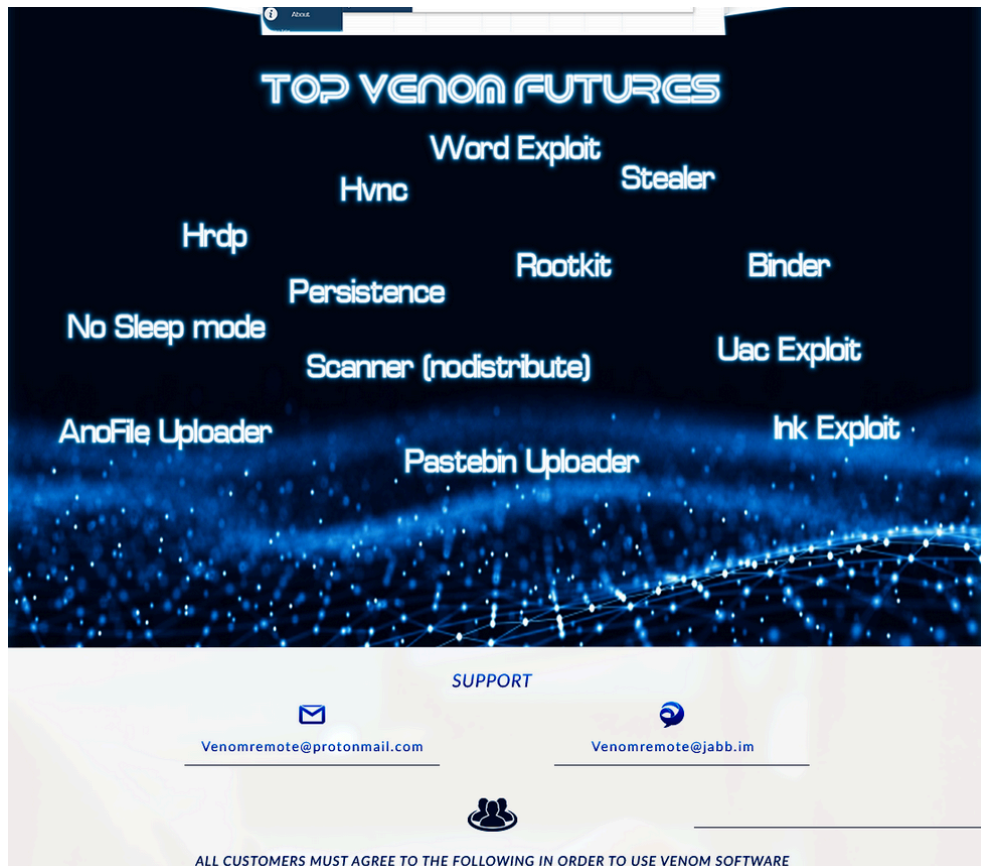 About
TOP VENOM FUTURES
Word Exploit
Stealer
Hvnc
Hrdp
Rootkit
Binder
Persistence
No Sleep mode
Uac Exploit
Scanner (nodistribute)
AnoFile Uploader
Ink Exploit
Pastebin Uploader
SUPPORT
Venomremote@protonmail.com
Venomremote@jabb.im
ALL CUSTOMERS MUST AGREE TO THE FOLLOWING IN ORDER TO USE VENOM SOFTWARE